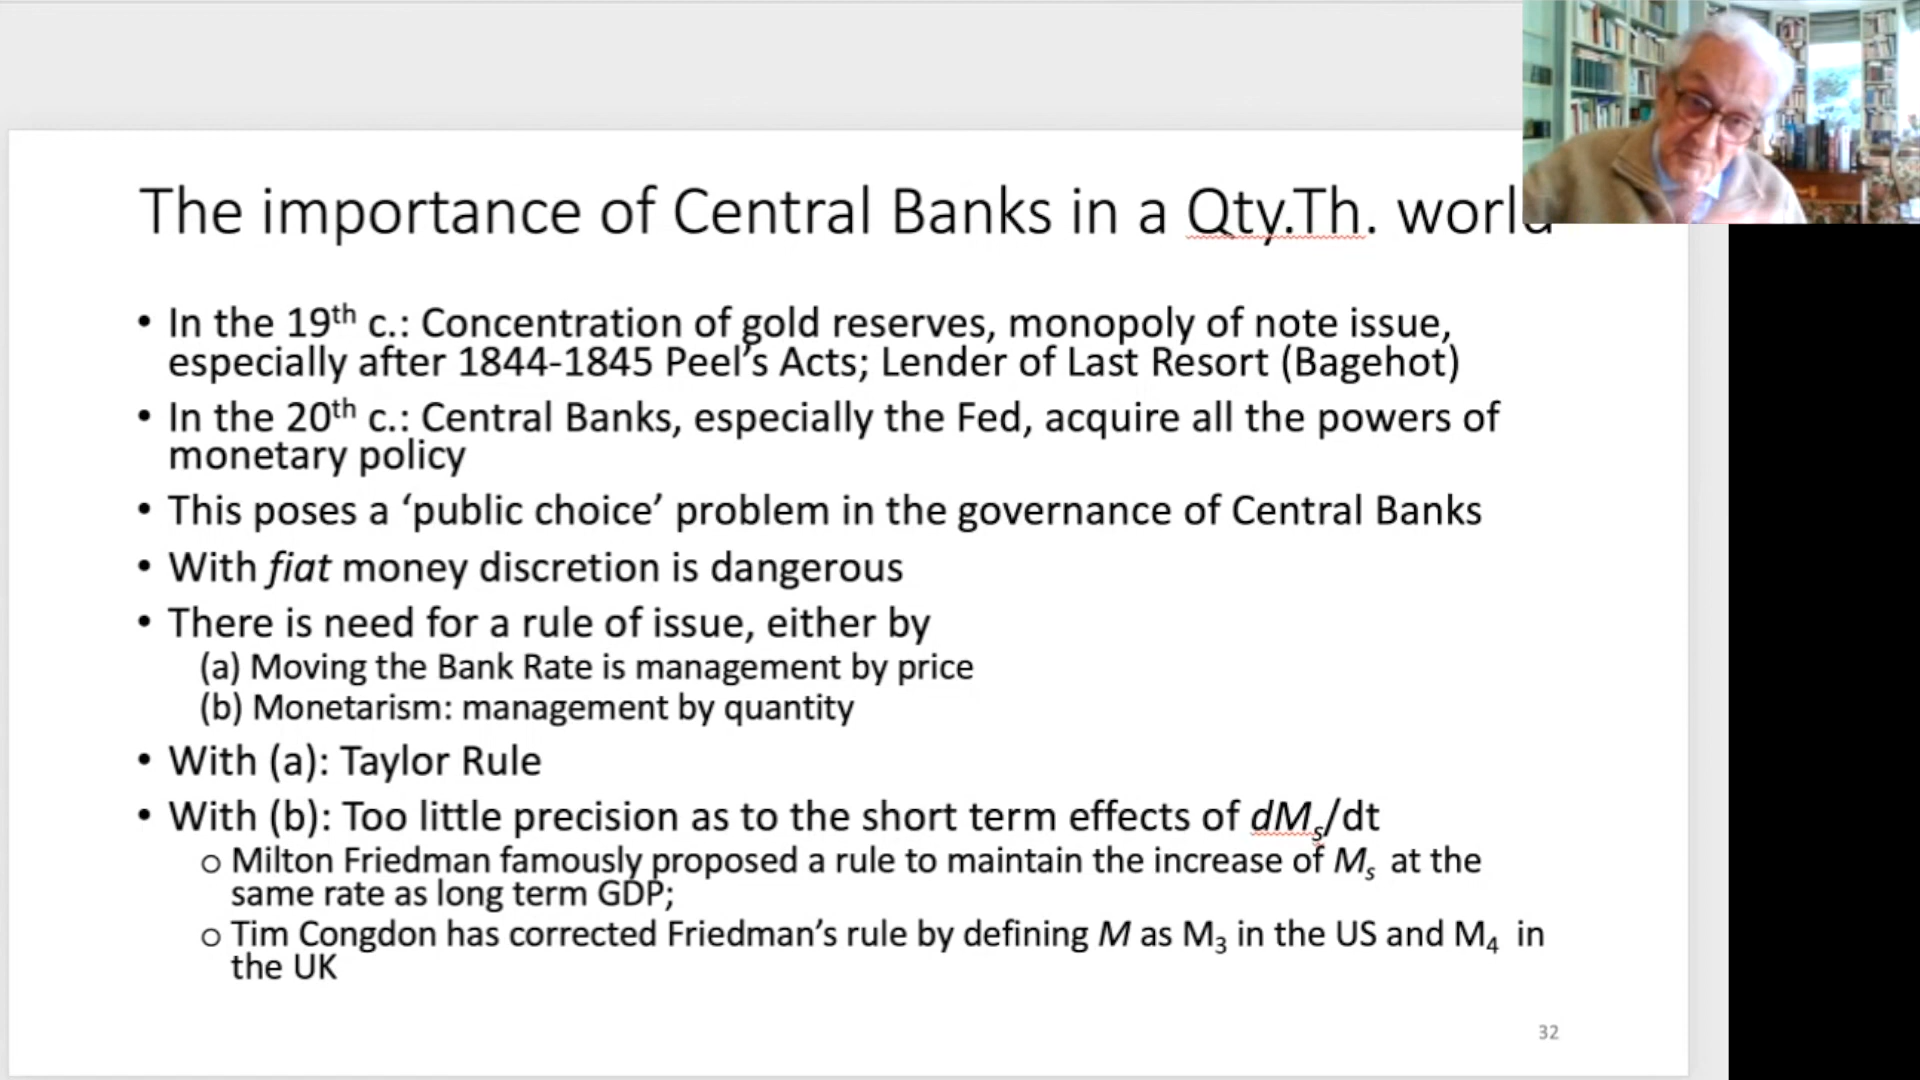 The importance of Central Banks in a Qty.Th. world
• In the 19th c.: Concentration of gold reserves, monopoly of note issue,
especially after 1844-1845 Peel's Acts; Lender of Last Resort (Bagehot)
• In the 20th c.: Central Banks, especially the Fed, acquire all the powers of
monetary policy
• This poses a ‘public choice’ problem in the governance of Central Banks
• With fiat money discretion is dangerous
• There is need for a rule of issue, either by
(a) Moving the Bank Rate is management by price
(b) Monetarism: management by quantity
• With (a): Taylor Rule
• With (b): Too little precision as to the short term effects of dMs/dt
o Milton Friedman famously proposed a rule to maintain the increase of Ms at the
same rate as long term GDP;
o Tim Congdon has corrected Friedman’s rule by defining M as M3 in the US and M4 in
the UK
32